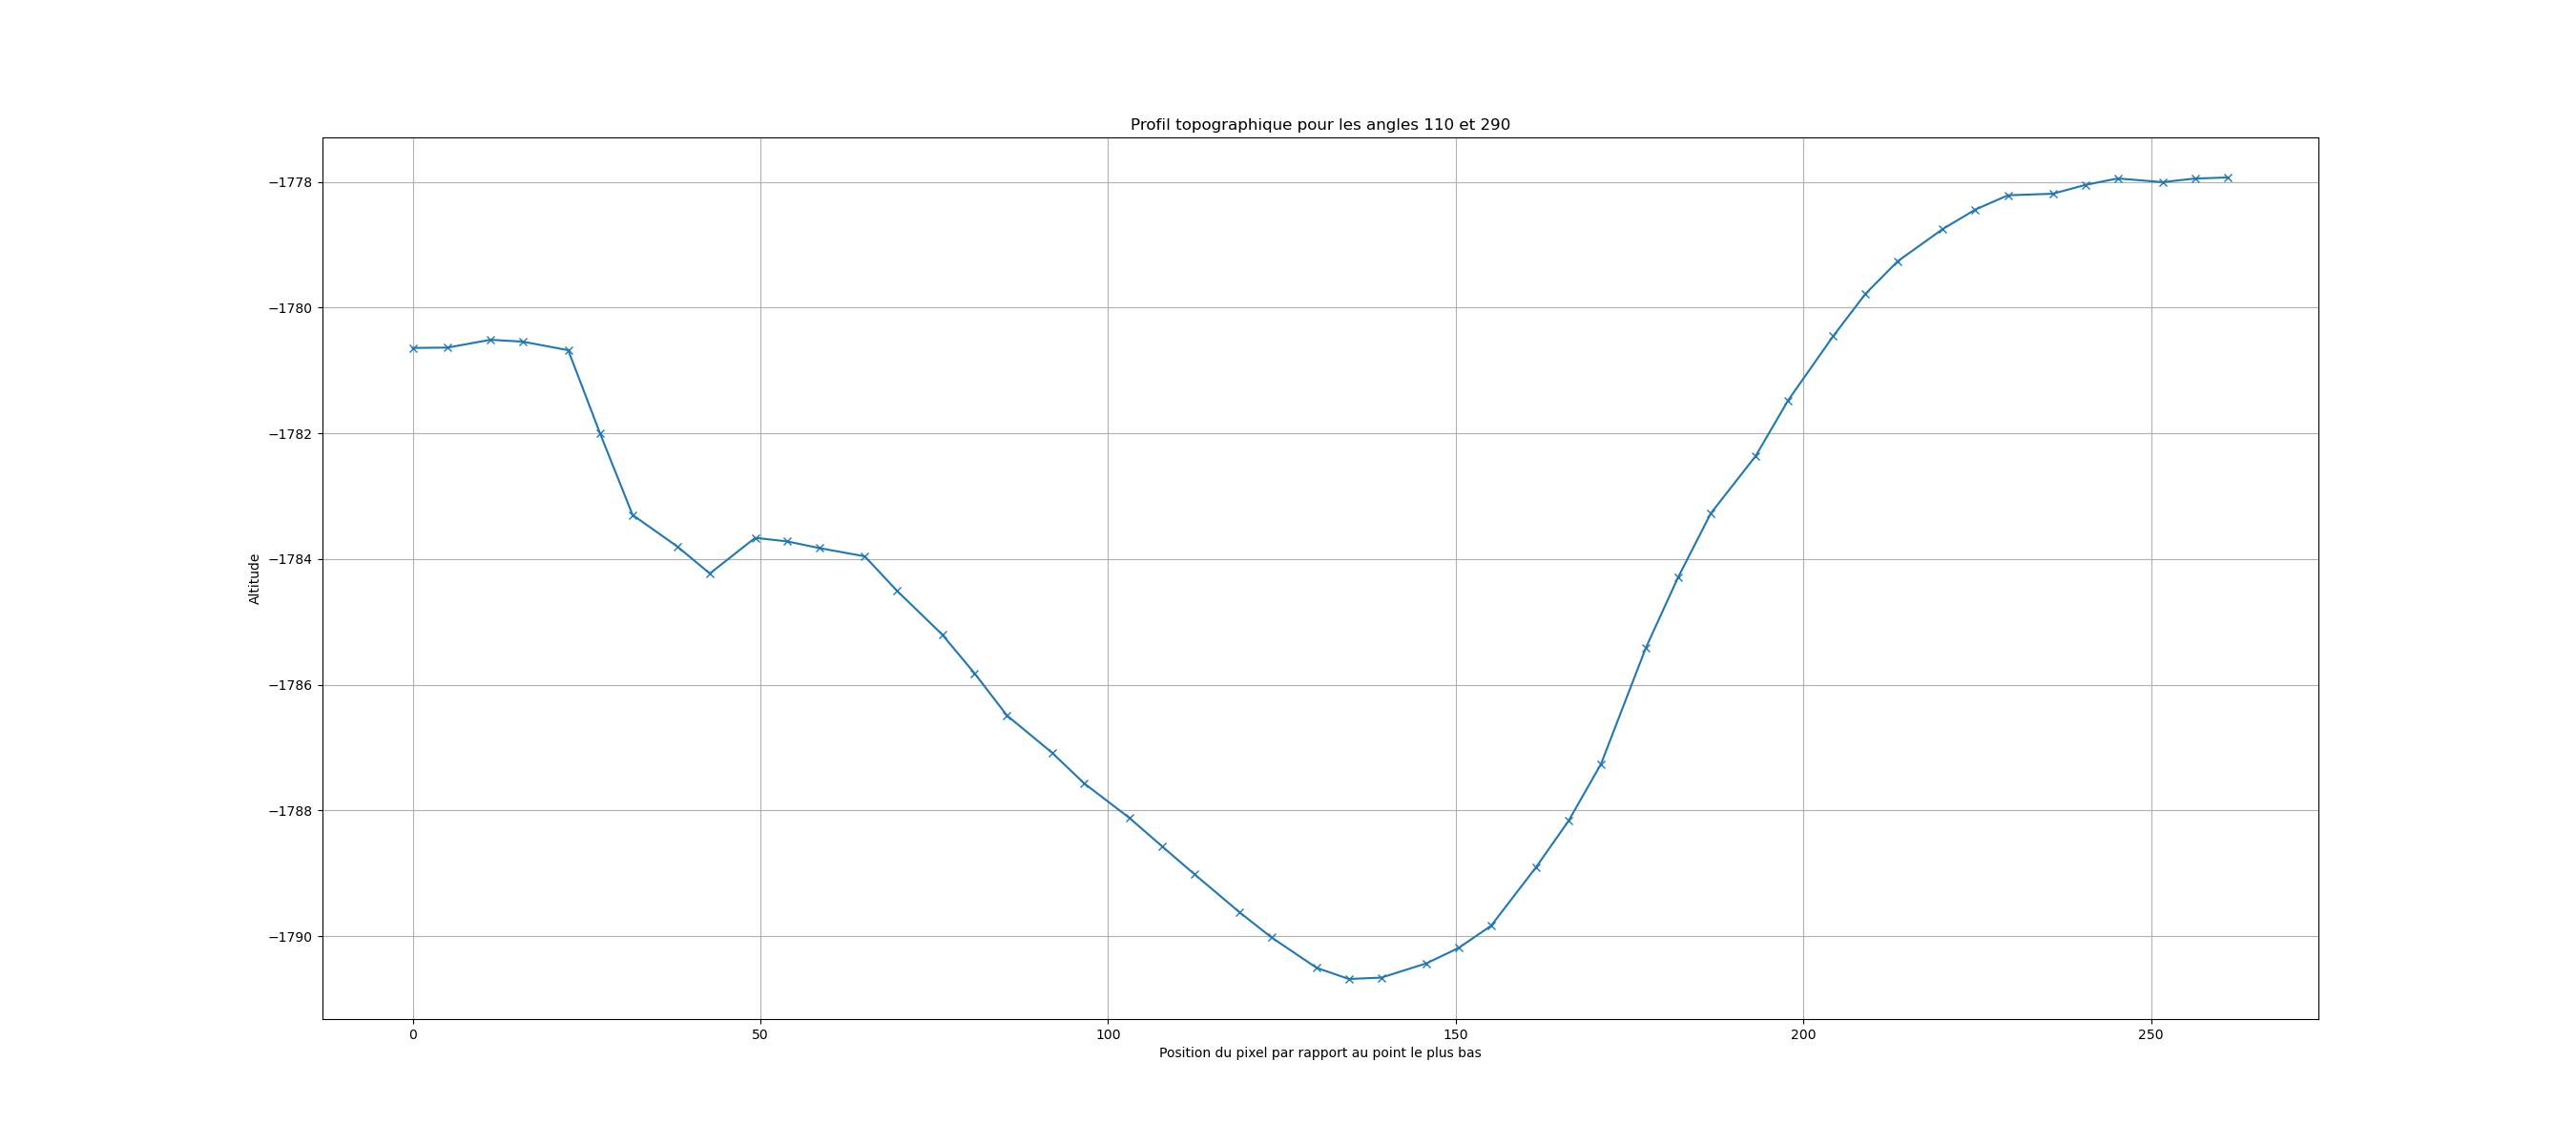 Profil topographique pour les angles 110 et 290
−1778
−1780
−1782
−1784
−1786
−1788
−1790
Altitude
0 50 100 150 200 250
Position du pixel par rapport au point le plus bas